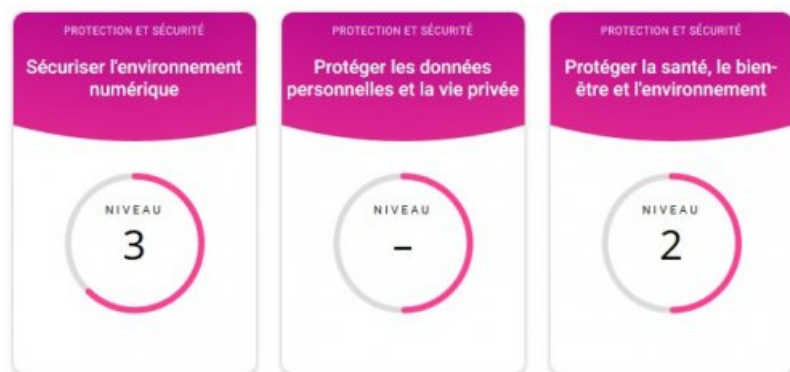 PROTECTION ET SÉCURITÉ
Sécuriser l'environnement
numérique
NIVEAU
3
PROTECTION ET SÉCURITÉ
Protéger les données
personnelles et la vie privée
NIVEAU
–
PROTECTION ET SÉCURITÉ
Protéger la santé, le bien-
être et l'environnement
NIVEAU
2